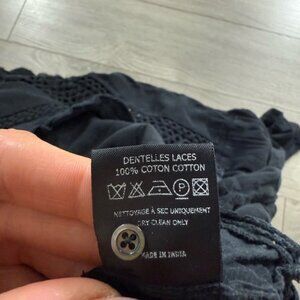 DENTELLES LACES
100% COTON COTTON
P
NETTOYAGE À SEC UNIQUEMENT
DRY CLEAN ONLY
MADE IN INDIA